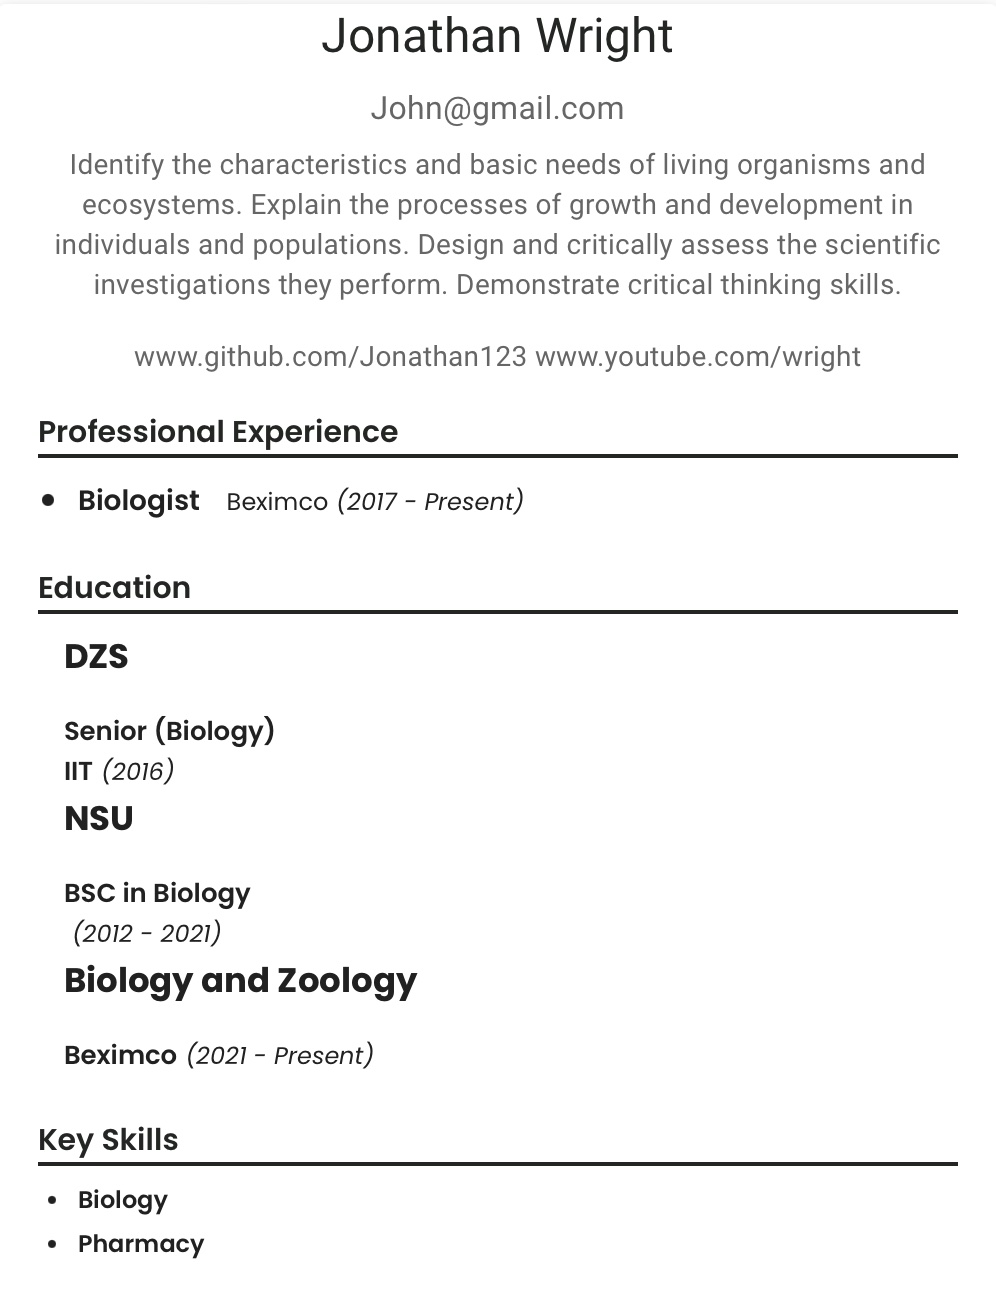 Jonathan Wright
John@gmail.com
Identify the characteristics and basic needs of living organisms and
ecosystems. Explain the processes of growth and development in
individuals and populations. Design and critically assess the scientific
investigations they perform. Demonstrate critical thinking skills.
www.github.com/Jonathan123 www.youtube.com/wright
Professional Experience
• Biologist Beximco (2017 - Present)
Education
DZS
Senior (Biology)
IIT (2016)
NSU
BSC in Biology
(2012 - 2021)
Biology and Zoology
Beximco (2021 - Present)
Key Skills
• Biology
• Pharmacy